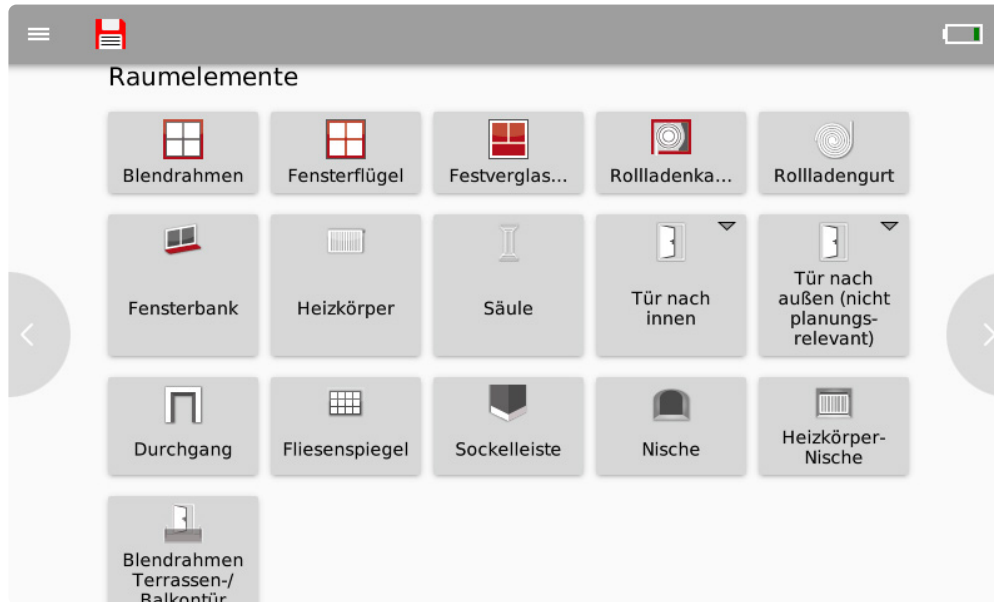 Raumelemente
Blendrahmen
Fensterflügel
Festverglas...
Rollladenka...
Rollladengurt
Fensterbank
Heizkörper
Säule
Tür nach
innen
Tür nach
außen (nicht
planungs-
relevant)
Durchgang
Fliesenspiegel
Sockelleiste
Nische
Heizkörper-
Nische
Blendrahmen
Terrassen-/
Balkontür